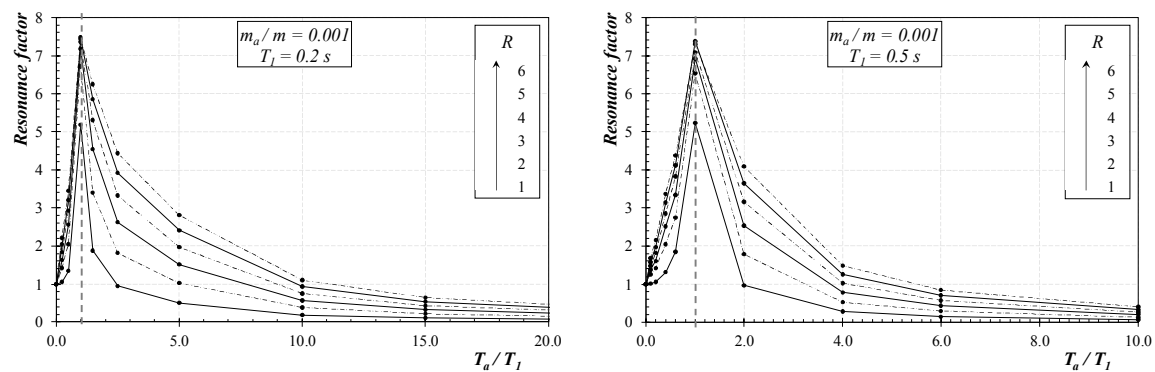 Resonance factor
8
7
6
5
4
3
2
1
0
m_a / m = 0.001
T_1 = 0.2 s
R
6
5
4
3
2
1
0.0 5.0 10.0 15.0 20.0
T_a / T_1
Resonance factor
8
7
6
5
4
3
2
1
0
m_a / m = 0.001
T_1 = 0.5 s
R
6
5
4
3
2
1
0.0 2.0 4.0 6.0 8.0 10.0
T_a / T_1